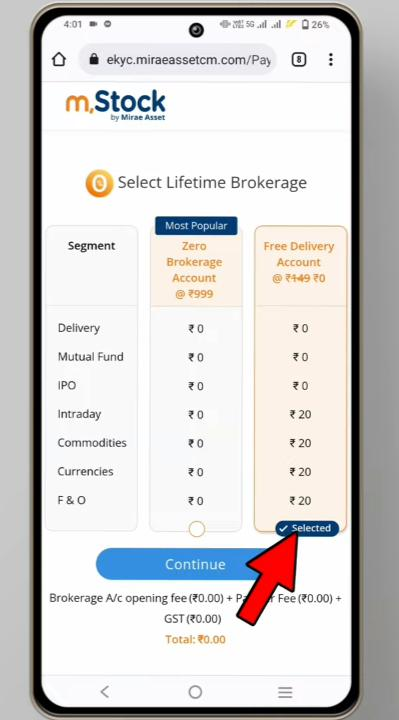 4:01
5G
26%
ekyc.miraeassetcm.com/Pay
8
m.Stock
by Mirae Asset
Select Lifetime Brokerage
Most Popular
Segment
Zero Brokerage Account @ ₹999
Free Delivery Account @ ₹149 ₹0
Delivery ₹ 0 ₹ 0
Mutual Fund ₹ 0 ₹ 0
IPO ₹ 0 ₹ 0
Intraday ₹ 0 ₹ 20
Commodities ₹ 0 ₹ 20
Currencies ₹ 0 ₹ 20
F & O ₹ 0 ₹ 20
Selected
Continue
Brokerage A/c opening fee (₹0.00) + Fee (₹0.00) +
GST (₹0.00)
Total: ₹0.00